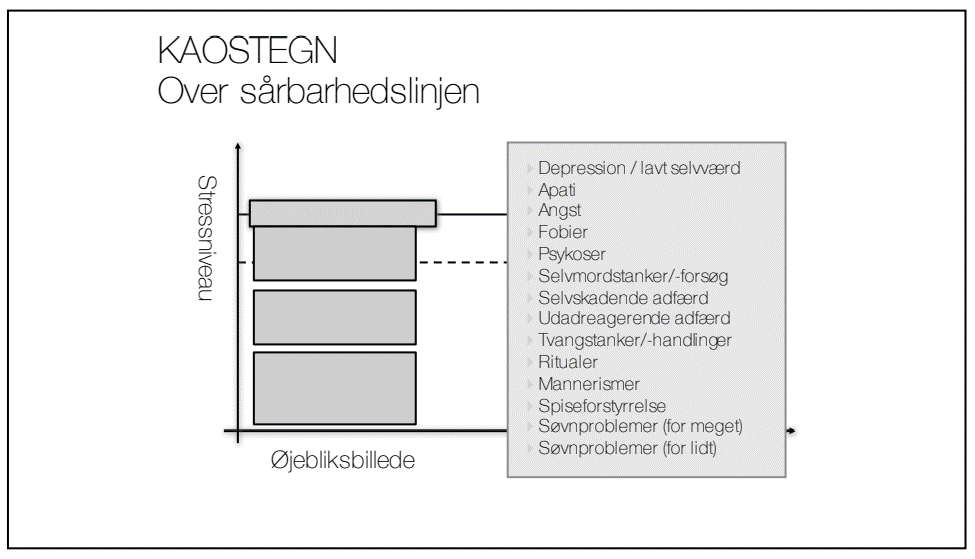 KAOSTEGN
Over sårbarhedslinjen
Stressniveau
Depression / lavt selvværd
Apati
Angst
Fobier
Psykoser
Selvmordstanker/-forsøg
Selvskadende adfærd
Udadreagerende adfærd
Tvangstanker/-handlinger
Ritualer
Mannerismer
Spiseforstyrrelse
Søvnproblemer (for meget)
Søvnproblemer (for lidt)
Øjebliksbillede